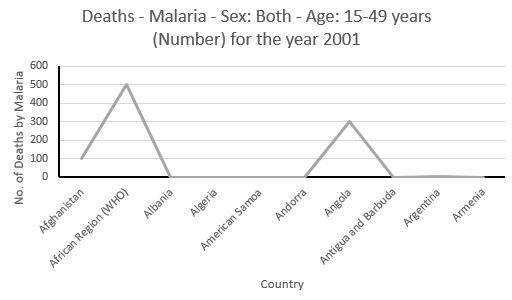 Deaths - Malaria - Sex: Both - Age: 15-49 years
(Number) for the year 2001
No. of Deaths by Malaria
600
500
400
300
200
100
0
Afghanistan
African Region (WHO)
Albania
Algeria
American Samoa
Andorra
Angola
Antigua and Barbuda
Argentina
Armenia
Country